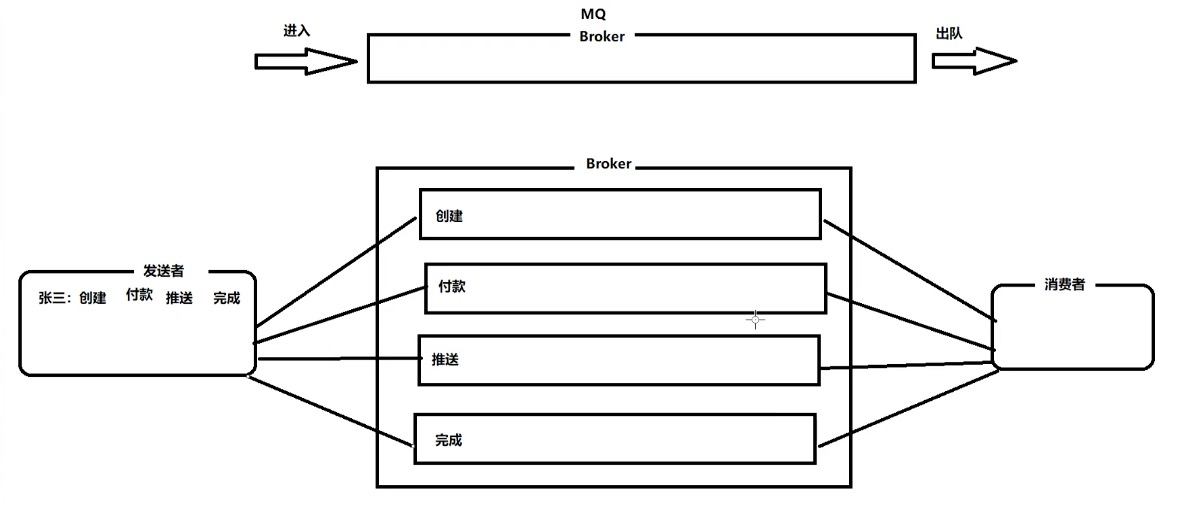 MQ
进入
Broker
出队
Broker
创建
付款
推送
完成
发送者
张三：创建 付款 推送 完成
消费者